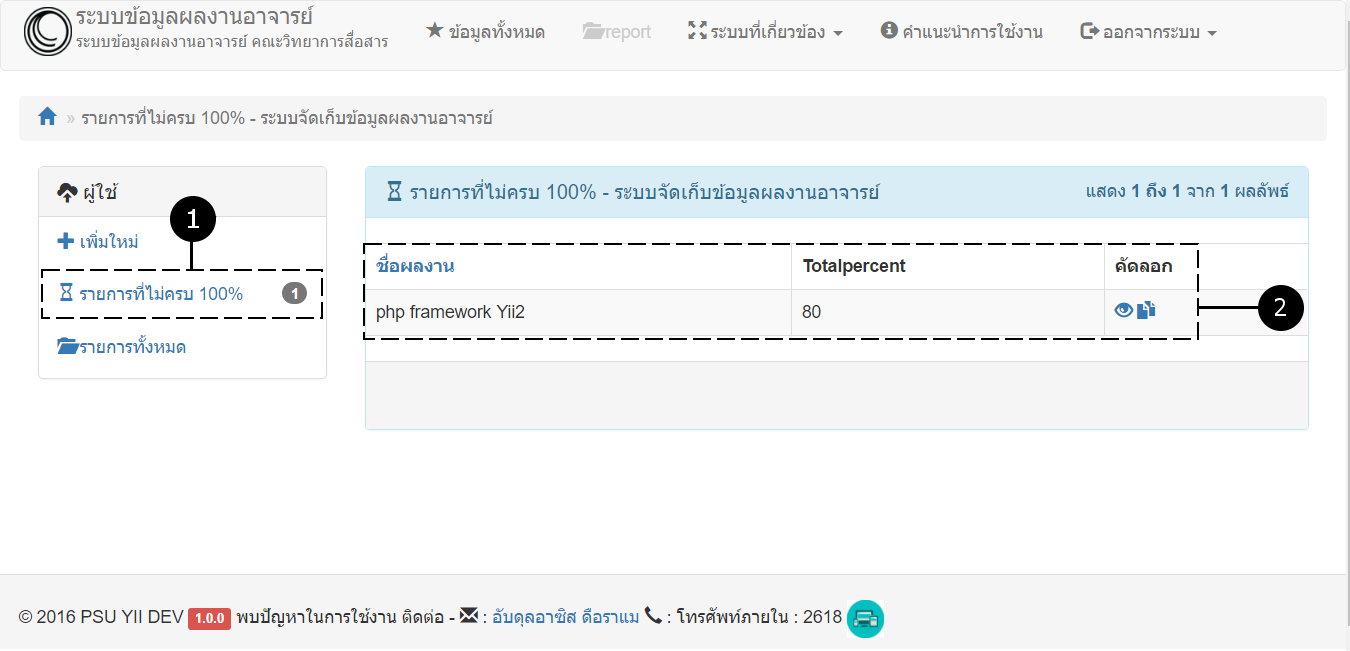 ระบบข้อมูลผลงานอาจารย์
ระบบข้อมูลผลงานอาจารย์ คณะวิทยาการสื่อสาร
ข้อมูลทั้งหมด report ระบบที่เกี่ยวข้อง คำแนะนำการใช้งาน ออกจากระบบ
» รายการที่ไม่ครบ 100% - ระบบจัดเก็บข้อมูลผลงานอาจารย์
ผู้ใช้
1
เพิ่มใหม่
รายการที่ไม่ครบ 100% 1
รายการทั้งหมด
รายการที่ไม่ครบ 100% - ระบบจัดเก็บข้อมูลผลงานอาจารย์ แสดง 1 ถึง 1 จาก 1 ผลลัพธ์
ชื่อผลงาน Totalpercent คัดลอก
php framework Yii2 80
2
© 2016 PSU YII DEV 1.0.0 พบปัญหาในการใช้งาน ติดต่อ - : อับดุลอาซิส ดือราแม : โทรศัพท์ภายใน : 2618